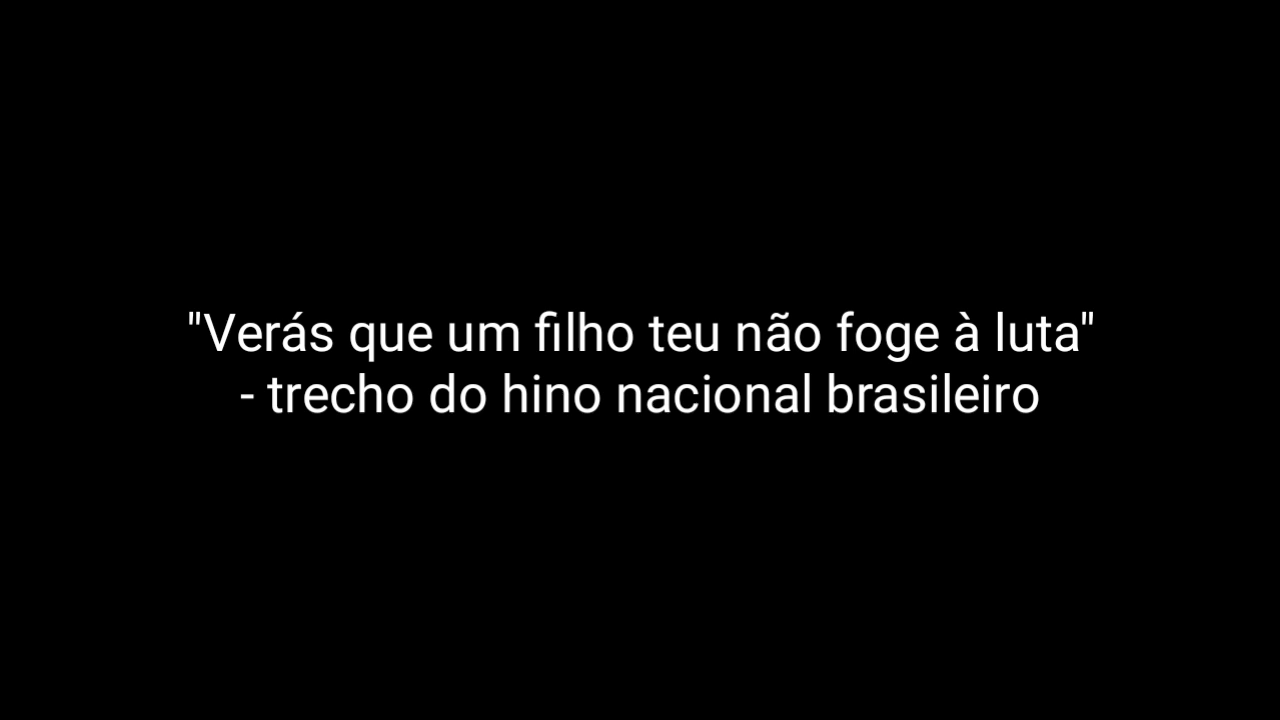 "Verás que um filho teu não foge à luta"
- trecho do hino nacional brasileiro